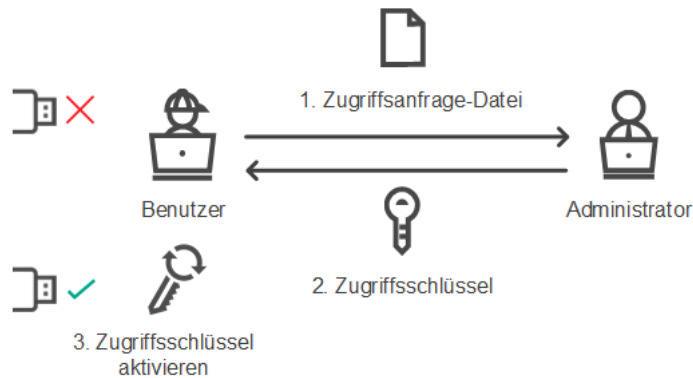 1. Zugriffsanfrage-Datei
Benutzer
Administrator
2. Zugriffsschlüssel
3. Zugriffsschlüssel
aktivieren